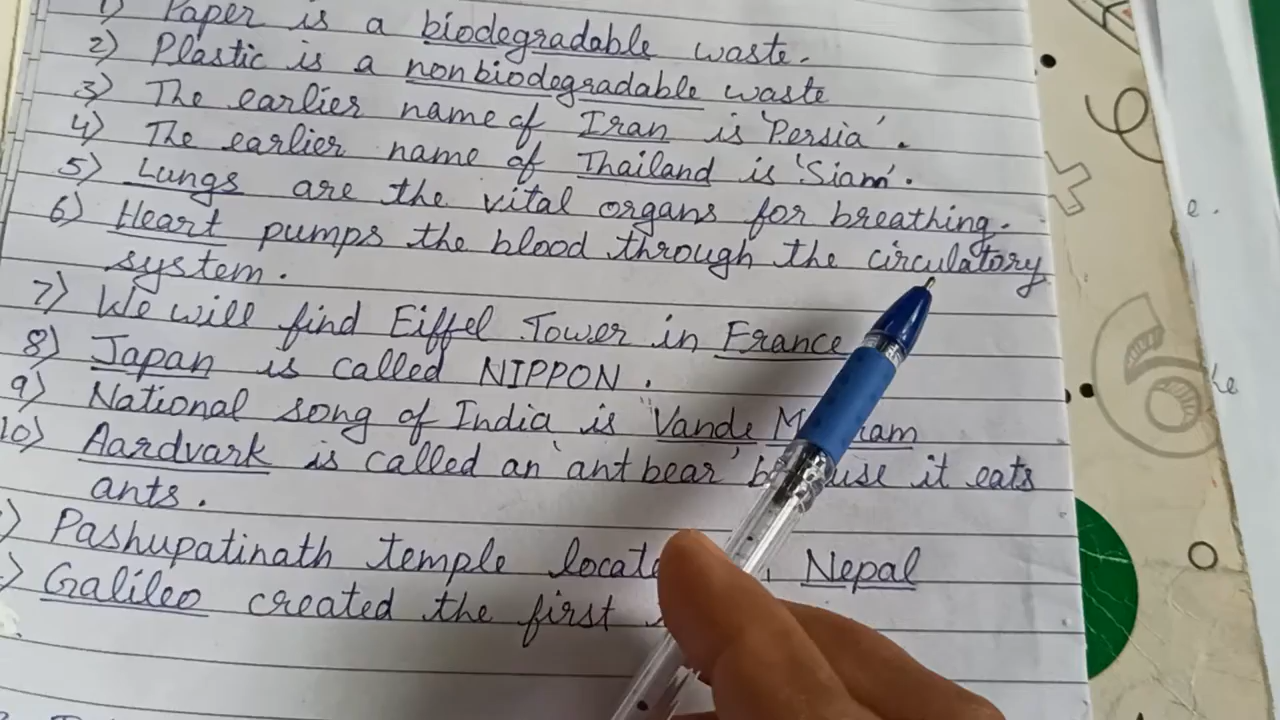 1) Paper is a biodegradable waste.
2) Plastic is a nonbiodegradable waste
3) The earlier name of Iran is 'Persia'.
4) The earlier name of Thailand is 'Siam'.
5) Lungs are the vital organs for breathing.
6) Heart pumps the blood through the circulatory
system.
7) We will find Eiffel Tower in France
8) Japan is called NIPPON.
9) National song of India is "Vande
10) Aardvark is called an 'ant bear' it eats
ants.
) Pashupatinath temple Nepal
) Galileo created the first
e.
he
6